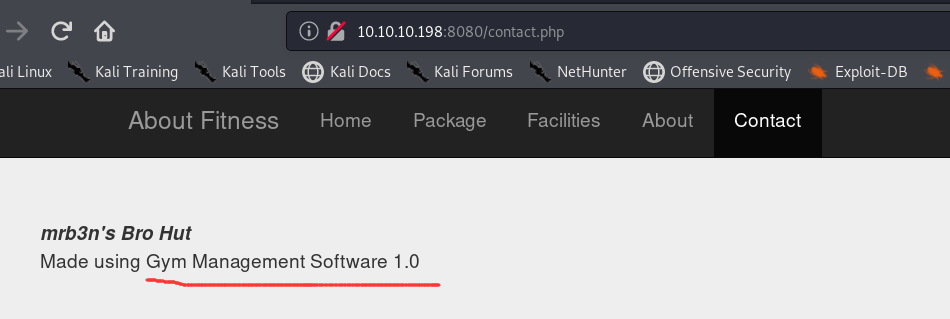 10.10.10.198:8080/contact.php
ali Linux Kali Training Kali Tools Kali Docs Kali Forums NetHunter Offensive Security Exploit-DB
About Fitness Home Package Facilities About Contact
mrb3n's Bro Hut
Made using Gym Management Software 1.0